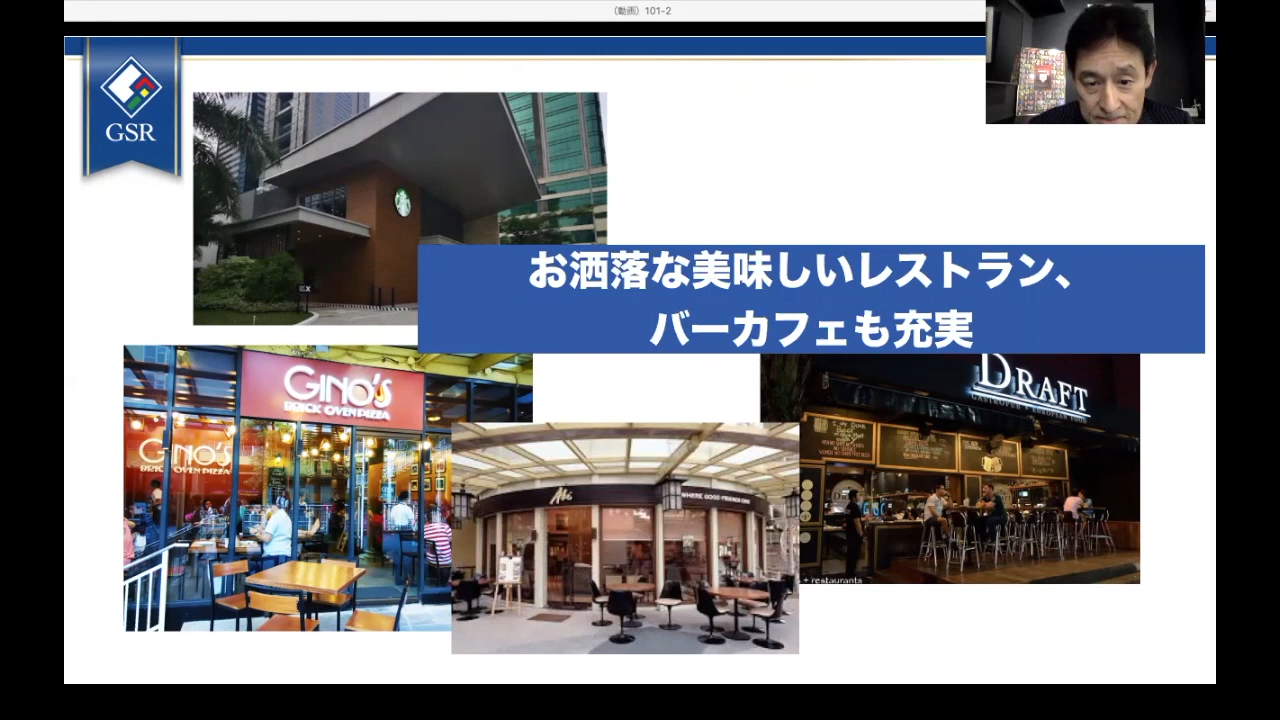 （動画）101-2
GSR
お洒落な美味しいレストラン、
バーカフェも充実
GINO'S
BRICK OVEN PIZZA
GINO'S
BRICK OVEN PIZZA
WHERE GOOD FRIENDS DINE
DRAFT
GASTROPUB + EUROPEAN FOOD
s + restaurants